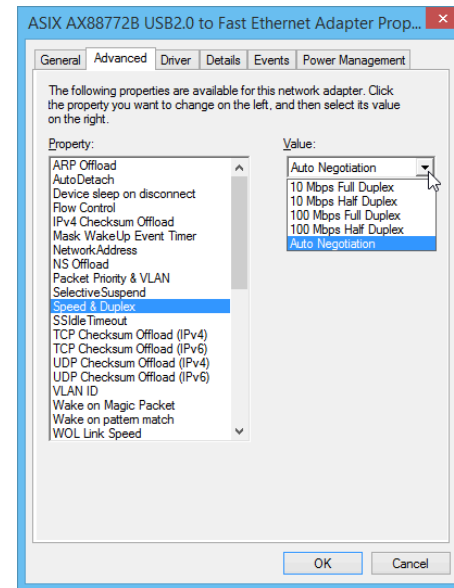 ASIX AX88772B USB2.0 to Fast Ethernet Adapter Prop...
General Advanced Driver Details Events Power Management
The following properties are available for this network adapter. Click
the property you want to change on the left, and then select its value
on the right.
Property:
ARP Offload
AutoDetach
Device sleep on disconnect
Flow Control
IPv4 Checksum Offload
Mask WakeUp Event Timer
NetworkAddress
NS Offload
Packet Priority & VLAN
SelectiveSuspend
Speed & Duplex
SSIdleTimeout
TCP Checksum Offload (IPv4)
TCP Checksum Offload (IPv6)
UDP Checksum Offload (IPv4)
UDP Checksum Offload (IPv6)
VLAN ID
Wake on Magic Packet
Wake on pattern match
WOL Link Speed
Value:
Auto Negotiation
10 Mbps Full Duplex
10 Mbps Half Duplex
100 Mbps Full Duplex
100 Mbps Half Duplex
Auto Negotiation
OK Cancel